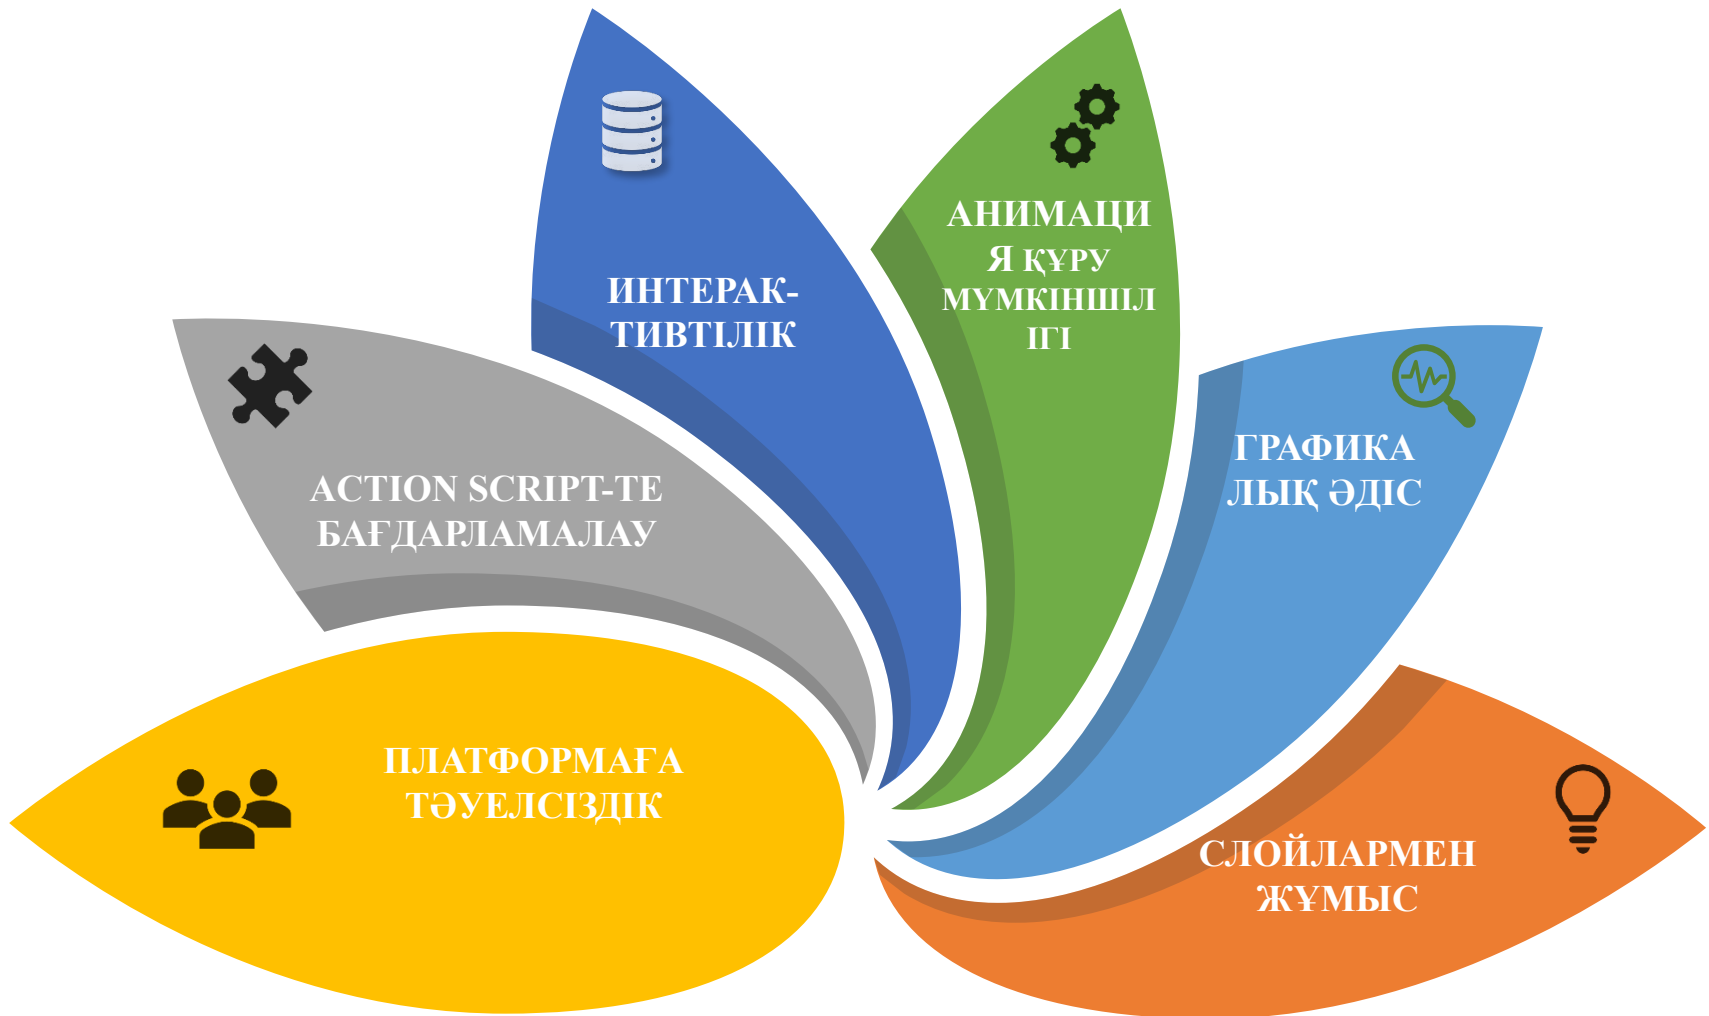 АНИМАЦИ
Я ҚҰРУ
МҮМКІНШІЛ
ІГІ
ИНТЕРАК-
ТИВТІЛІК
ГРАФИКА
ЛЫҚ ӘДІС
ACTION SCRIPT-ТЕ
БАҒДАРЛАМАЛАУ
ПЛАТФОРМАҒА
ТӘУЕЛСІЗДІК
СЛОЙЛАРМЕН
ЖҰМЫС